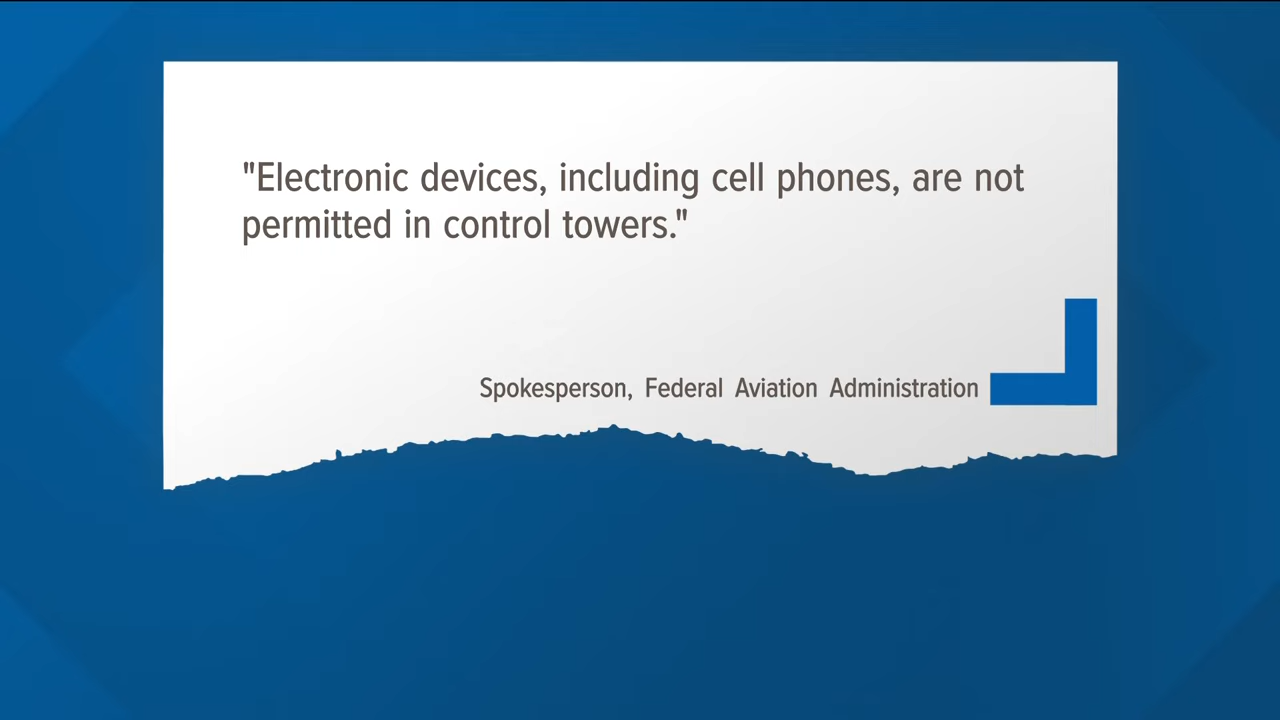 "Electronic devices, including cell phones, are not
permitted in control towers."
Spokesperson, Federal Aviation Administration